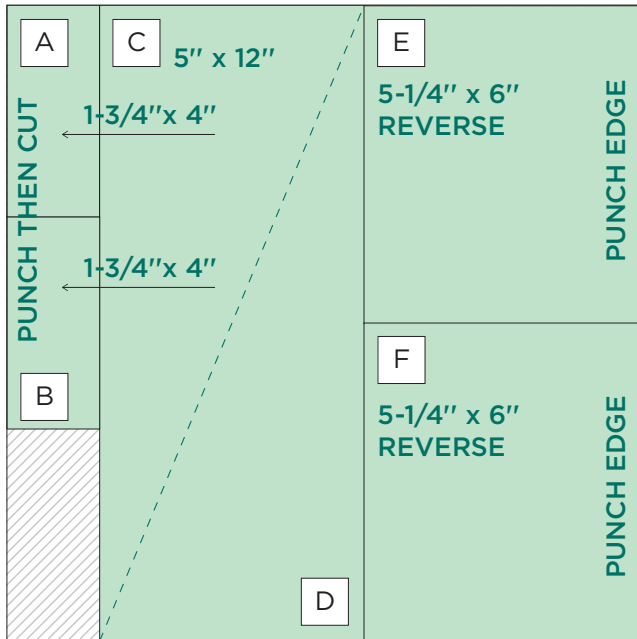 A
PUNCH THEN CUT
B
C
5" x 12"
1-3/4"x 4"
1-3/4"x 4"
D
E
5-1/4" x 6"
REVERSE
PUNCH EDGE
F
5-1/4" x 6"
REVERSE
PUNCH EDGE